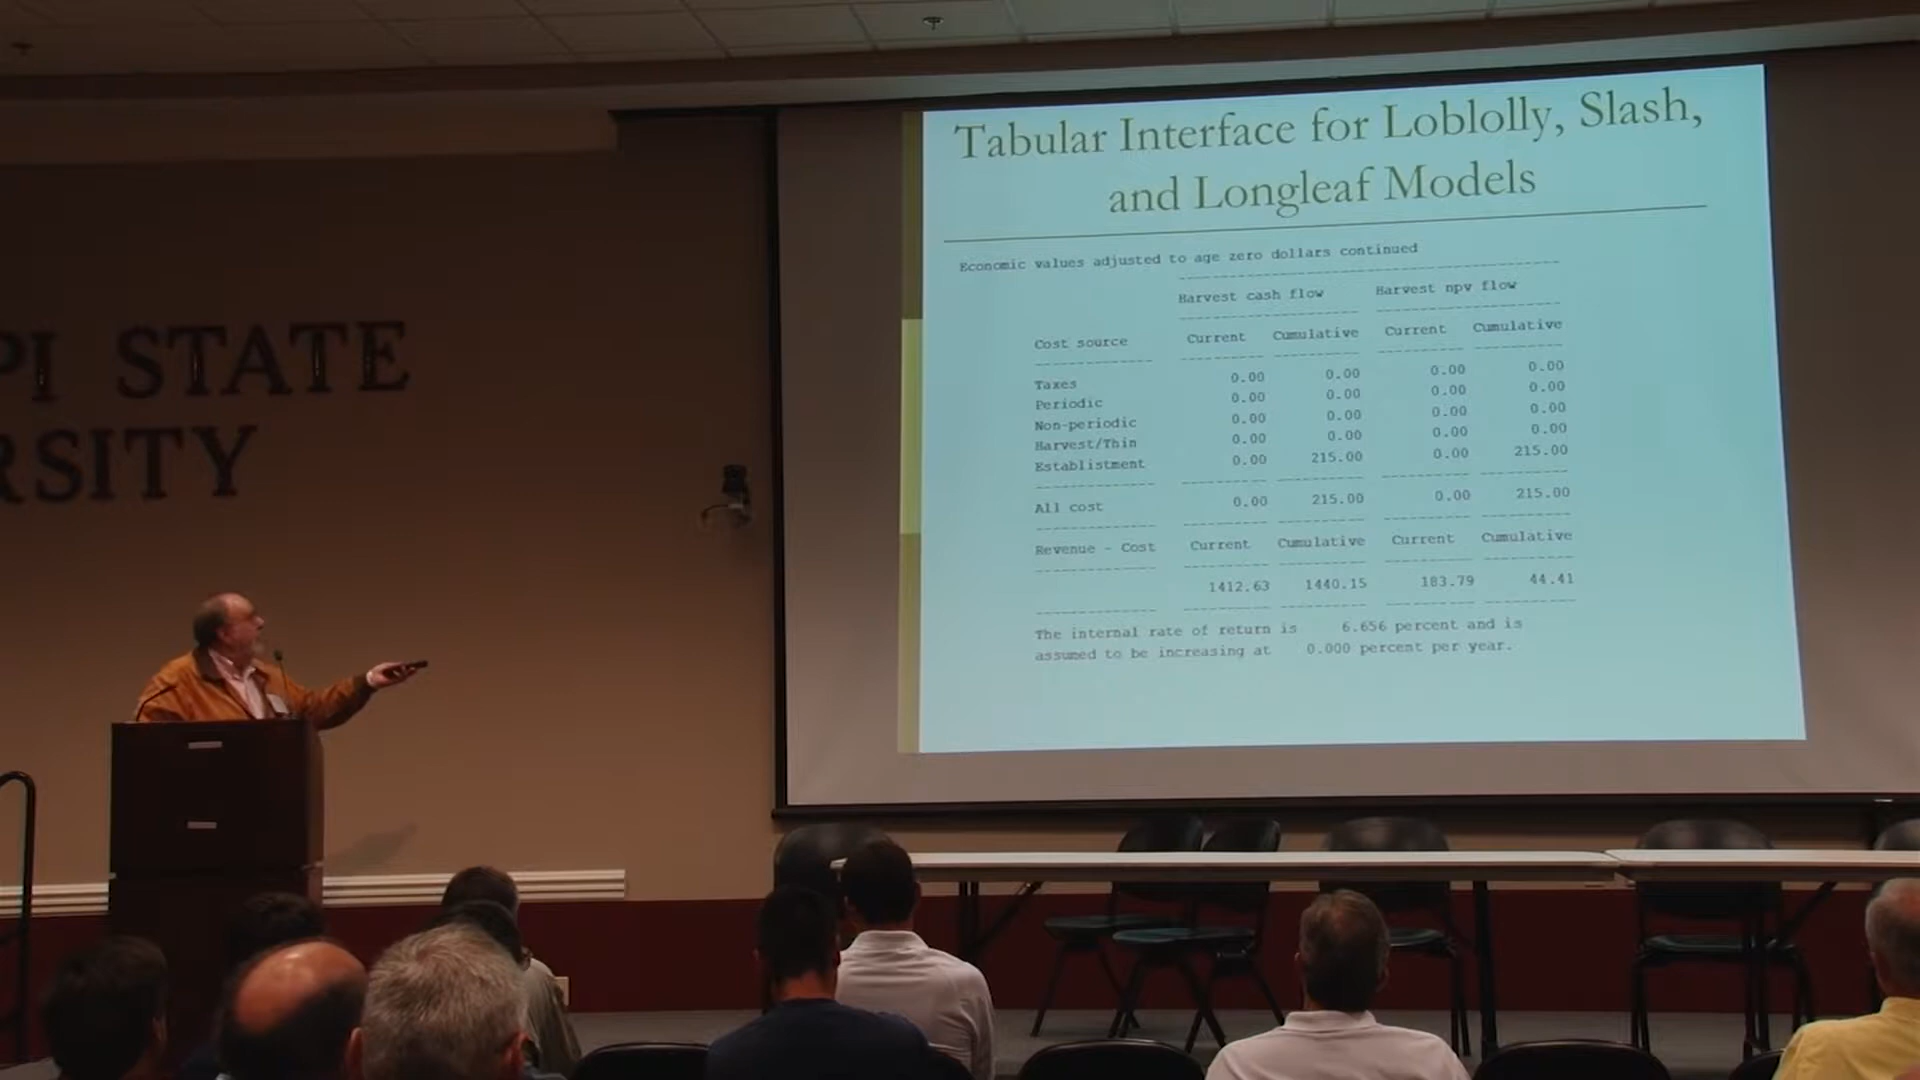 PI STATE
RSITY
Tabular Interface for Loblolly, Slash,
and Longleaf Models
Economic values adjusted to age zero dollars continued
Harvest cash flow Harvest npv flow
Cost source Current Cumulative Current Cumulative
Taxes 0.00 0.00 0.00 0.00
Periodic 0.00 0.00 0.00 0.00
Non-periodic 0.00 0.00 0.00 0.00
Harvest/Thin 0.00 0.00 0.00 0.00
Establistment 0.00 215.00 0.00 215.00
All cost 0.00 215.00 0.00 215.00
Revenue - Cost Current Cumulative Current Cumulative
1412.63 1440.15 183.79 44.41
The internal rate of return is 6.656 percent and is
assumed to be increasing at 0.000 percent per year.